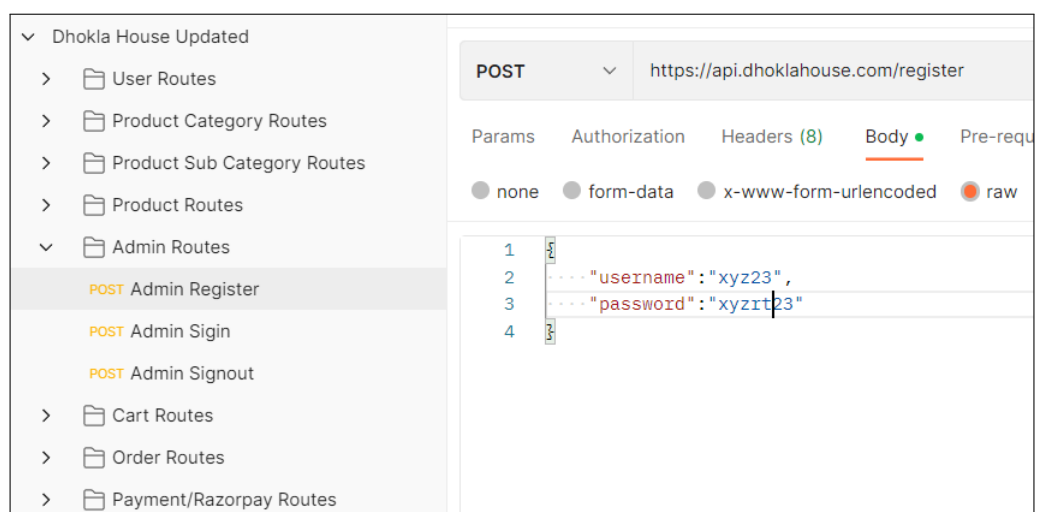 Dhokla House Updated
User Routes
Product Category Routes
Product Sub Category Routes
Product Routes
Admin Routes
POST Admin Register
POST Admin Sigin
POST Admin Signout
Cart Routes
Order Routes
Payment/Razorpay Routes
POST https://api.dhoklahouse.com/register
Params Authorization Headers (8) Body Pre-requ
none form-data x-www-form-urlencoded raw
1 {
2 "username":"xyz23",
3 "password":"xyzrt23"
4 }